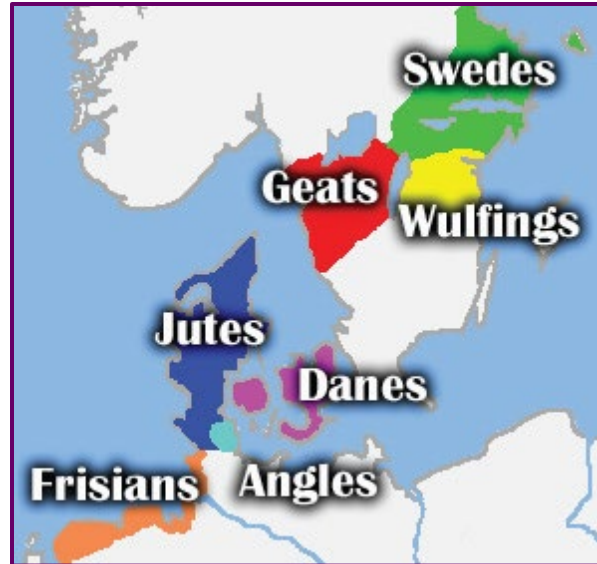 Swedes
Geats
Wulfings
Jutes
Danes
Frisians
Angles